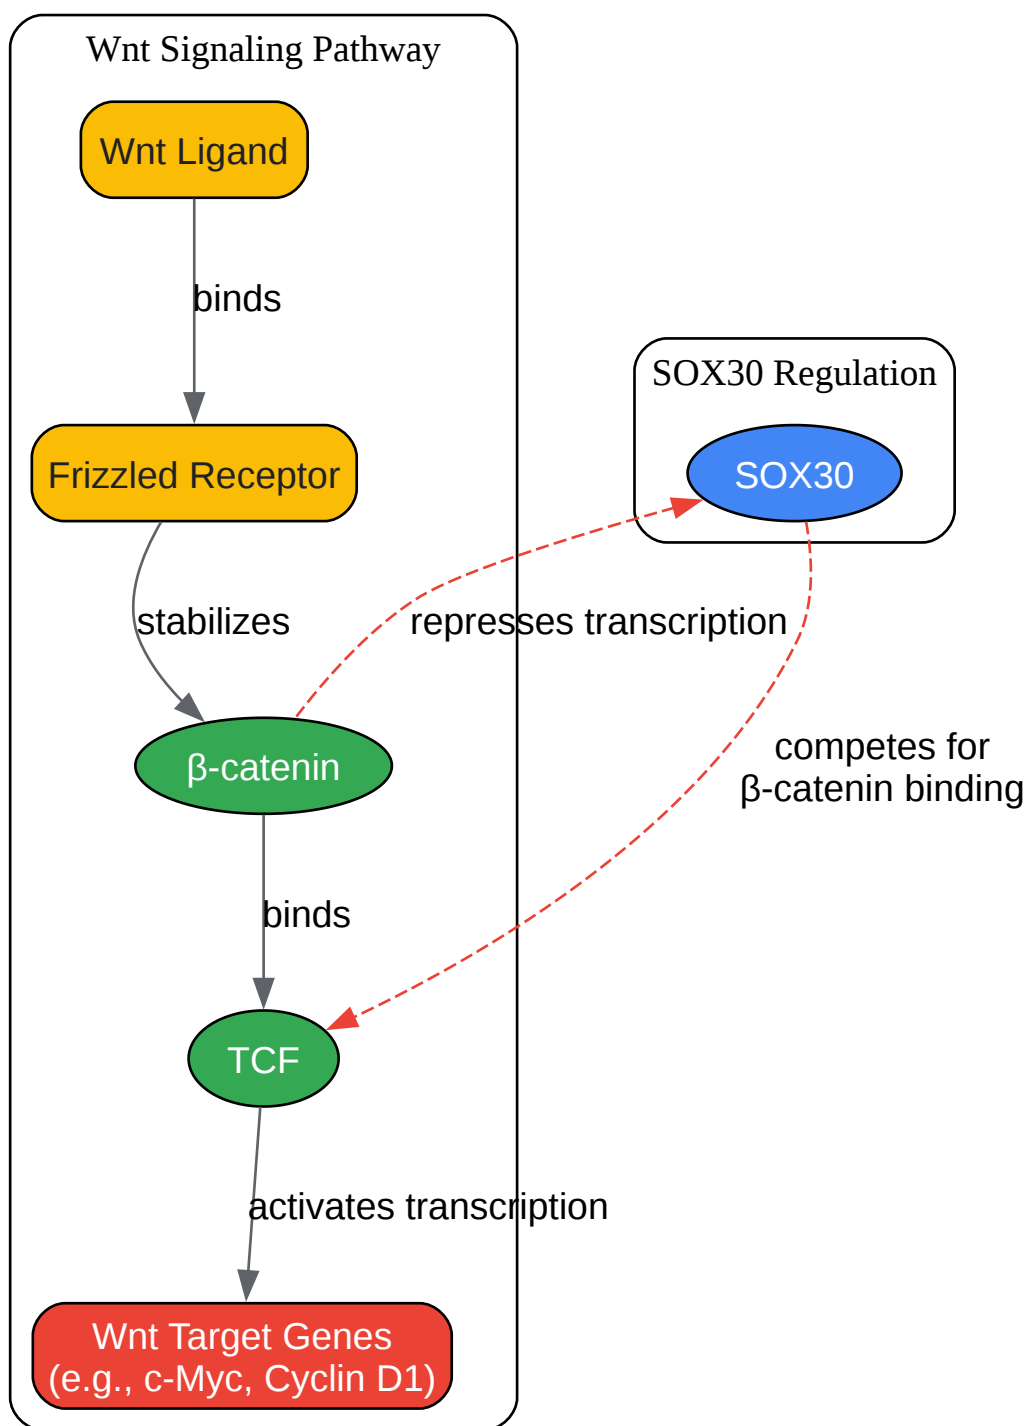 Wnt Signaling Pathway
Wnt Ligand
binds
SOX30 Regulation
Frizzled Receptor
SOX30
stabilizes
represses transcription
competes for
β-catenin binding
β-catenin
binds
TCF
activates transcription
Wnt Target Genes
(e.g., c-Myc, Cyclin D1)